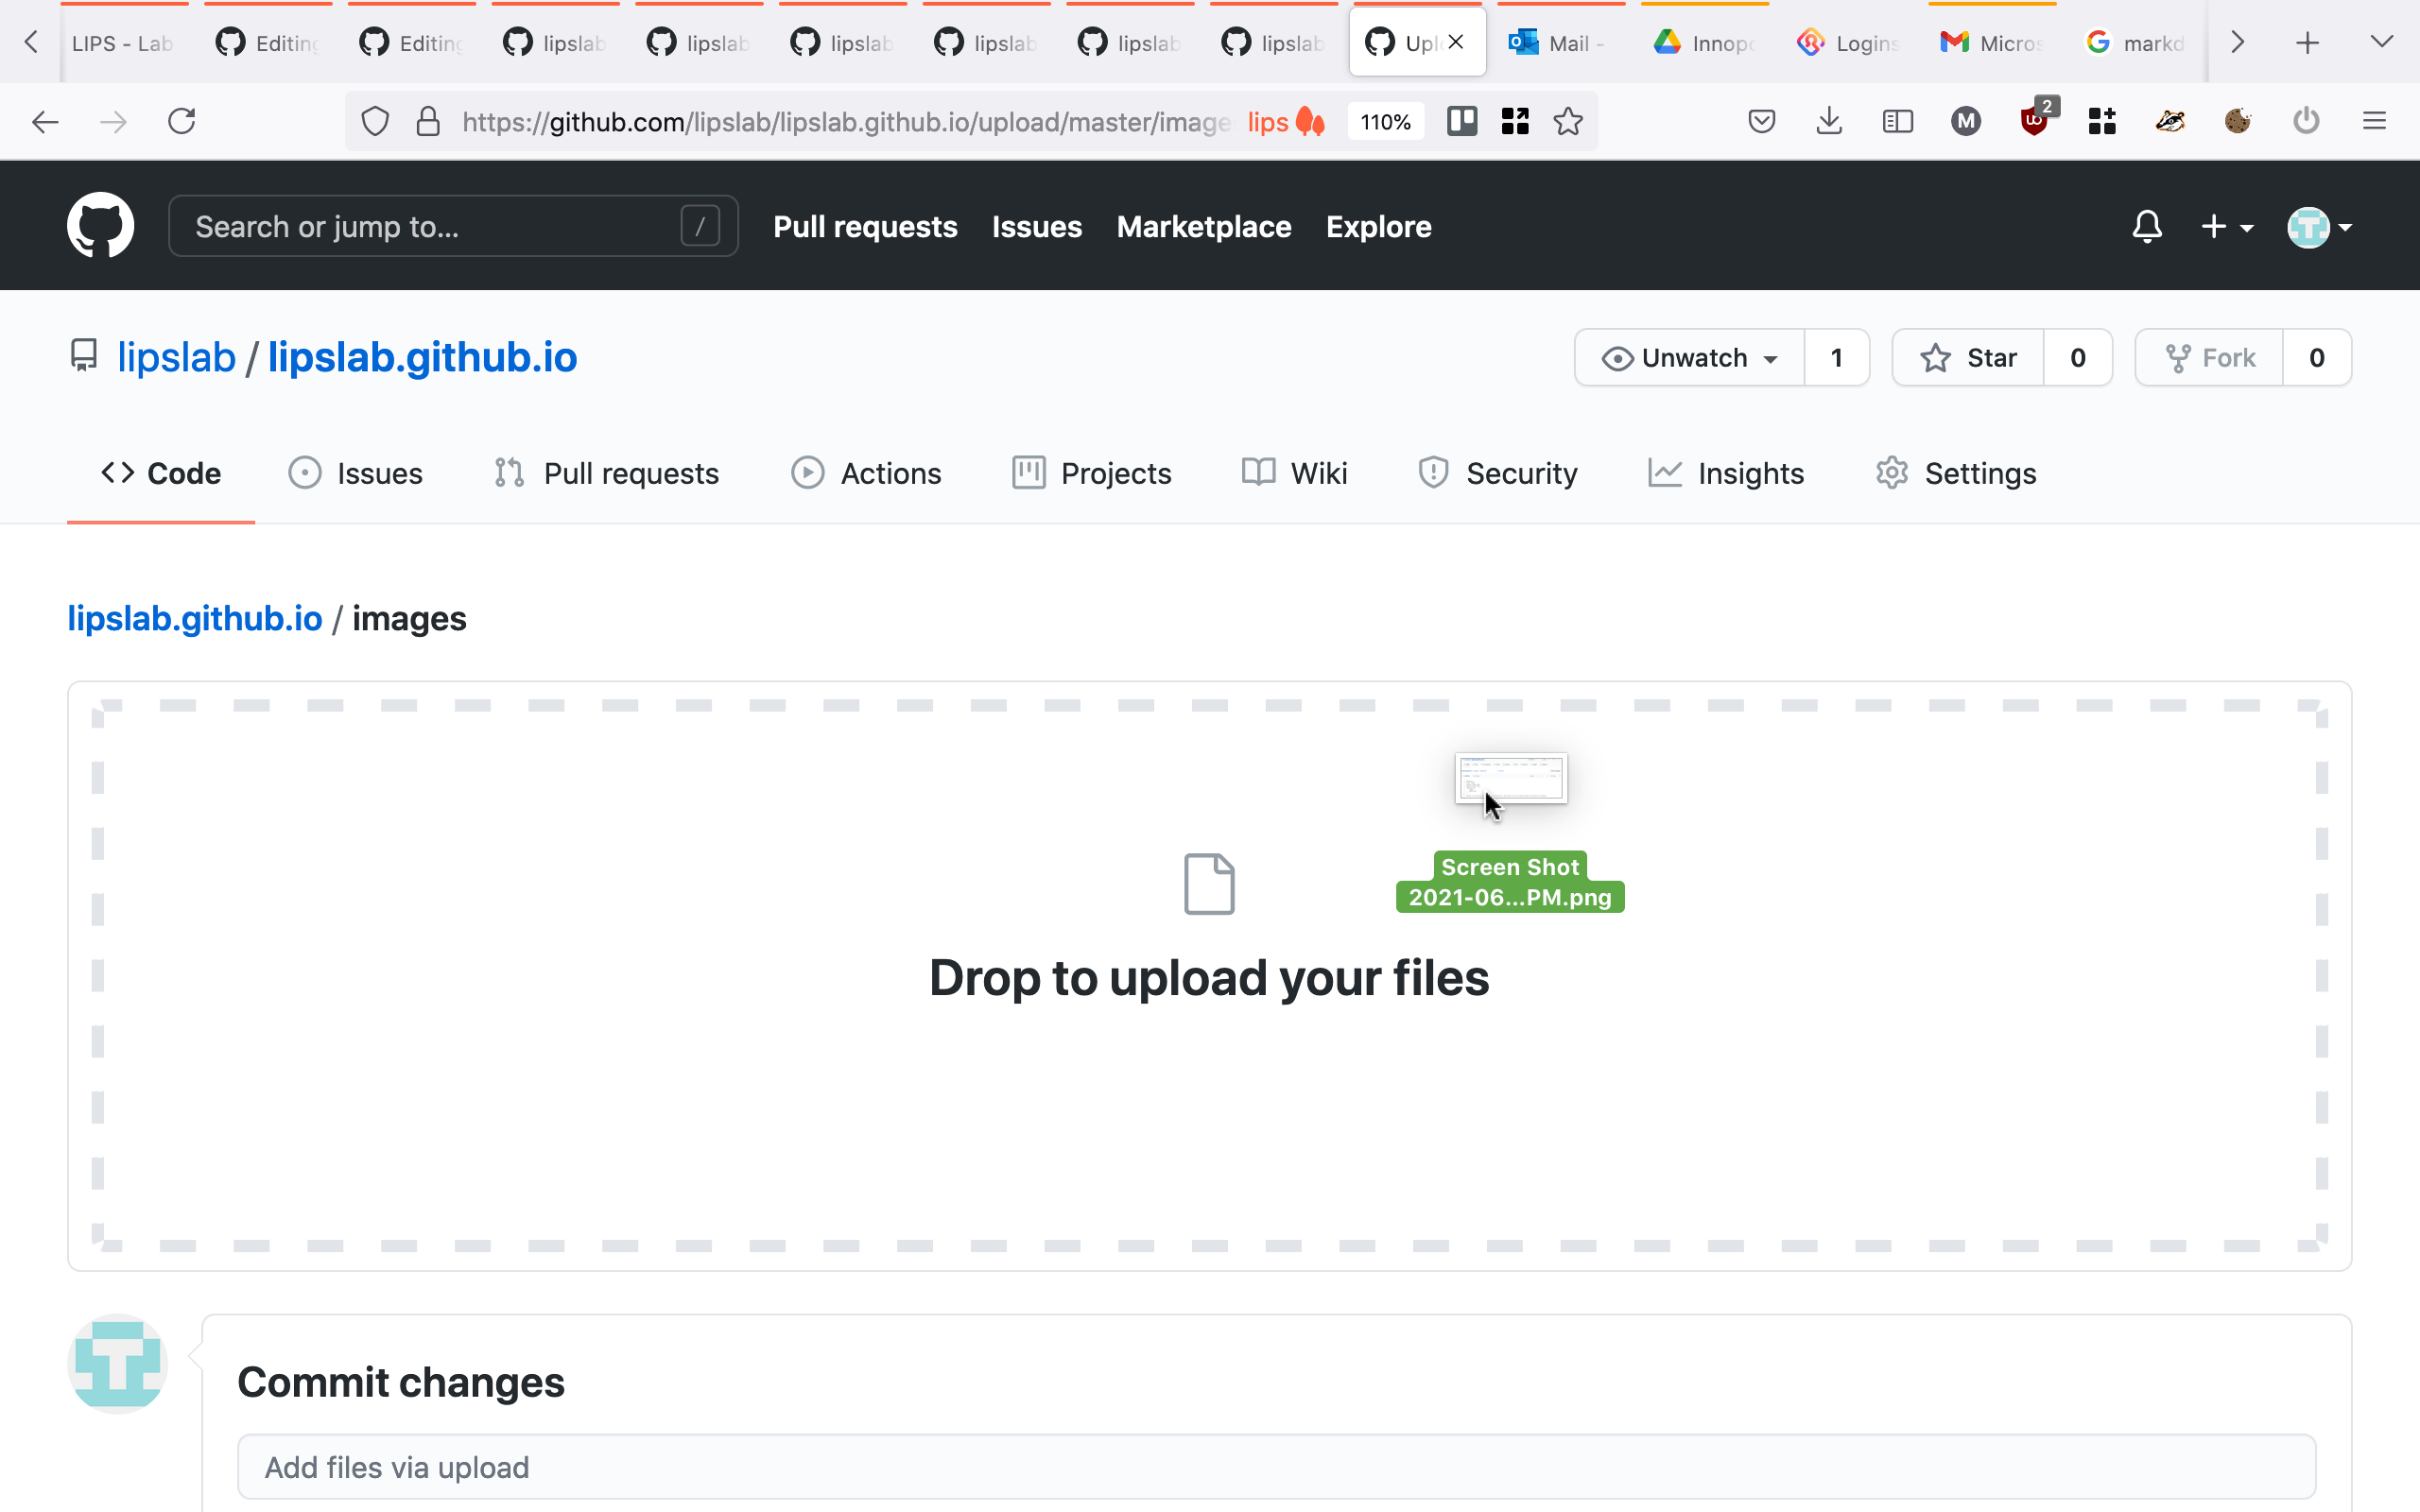 LIPS - Lab
Editing
Editing
lipslab
lipslab
lipslab
lipslab
lipslab
lipslab
Upl
Mail -
Innopo
Logins
Micros
markd
https://github.com/lipslab/lipslab.github.io/upload/master/image
lips
110%
M
2
Search or jump to...
/
Pull requests
Issues
Marketplace
Explore
lipslab / lipslab.github.io
Unwatch
1
Star
0
Fork
0
Code
Issues
Pull requests
Actions
Projects
Wiki
Security
Insights
Settings
lipslab.github.io / images
Screen Shot
2021-06...PM.png
Drop to upload your files
Commit changes
Add files via upload